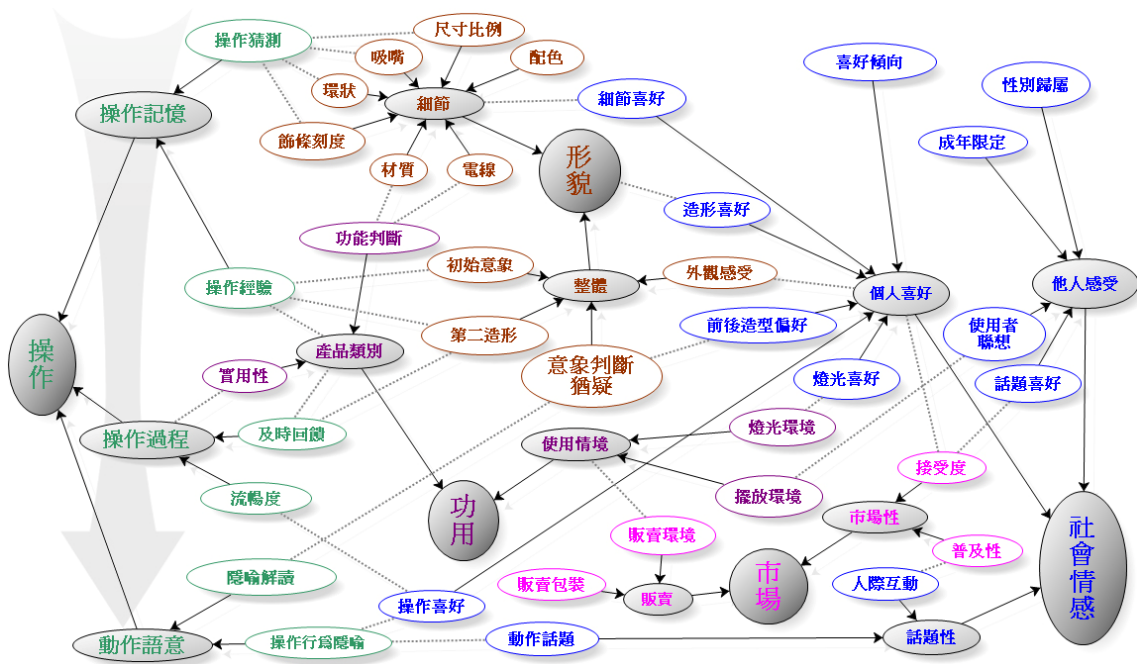 操作猜測
尺寸比例
吸嘴
配色
喜好傾向
環狀
細節
細節喜好
性別歸屬
操作記憶
飾條刻度
形貌
成年限定
材質
電線
造形喜好
功能判斷
初始意象
外觀感受
操作經驗
整體
個人喜好
他人感受
第二造形
前後造型偏好
使用者
聯想
操作
產品類別
意象判斷
猶疑
實用性
燈光喜好
話題喜好
操作過程
及時回饋
使用情境
燈光環境
接受度
流暢度
功用
擺放環境
市場性
社會情感
販賣環境
普及性
隱喻解讀
操作喜好
販賣包裝
販賣
市場
人際互動
動作語意
操作行為隱喻
動作話題
話題性